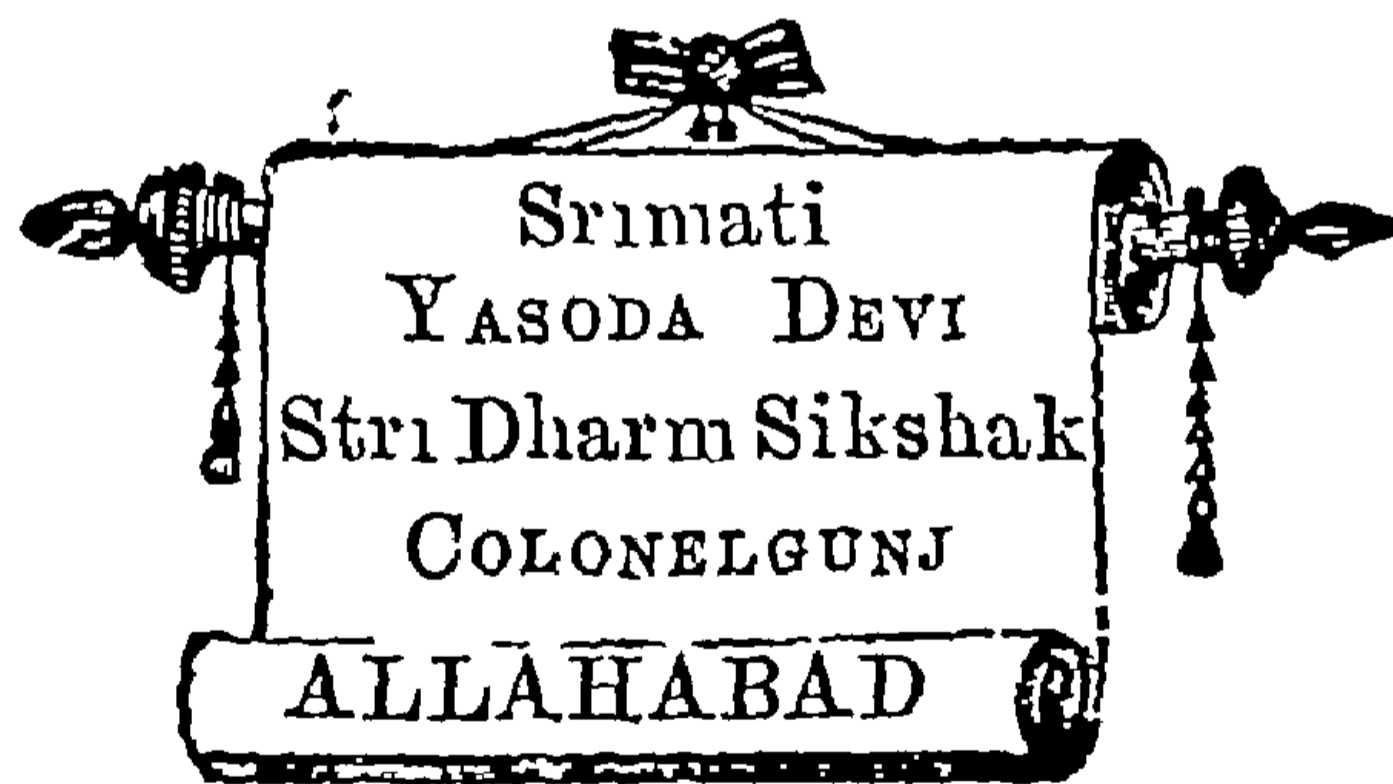 Srimati
YASODA DEVI
Stri Dharm Sikshak
COLONELGUNJ
ALLAHABAD